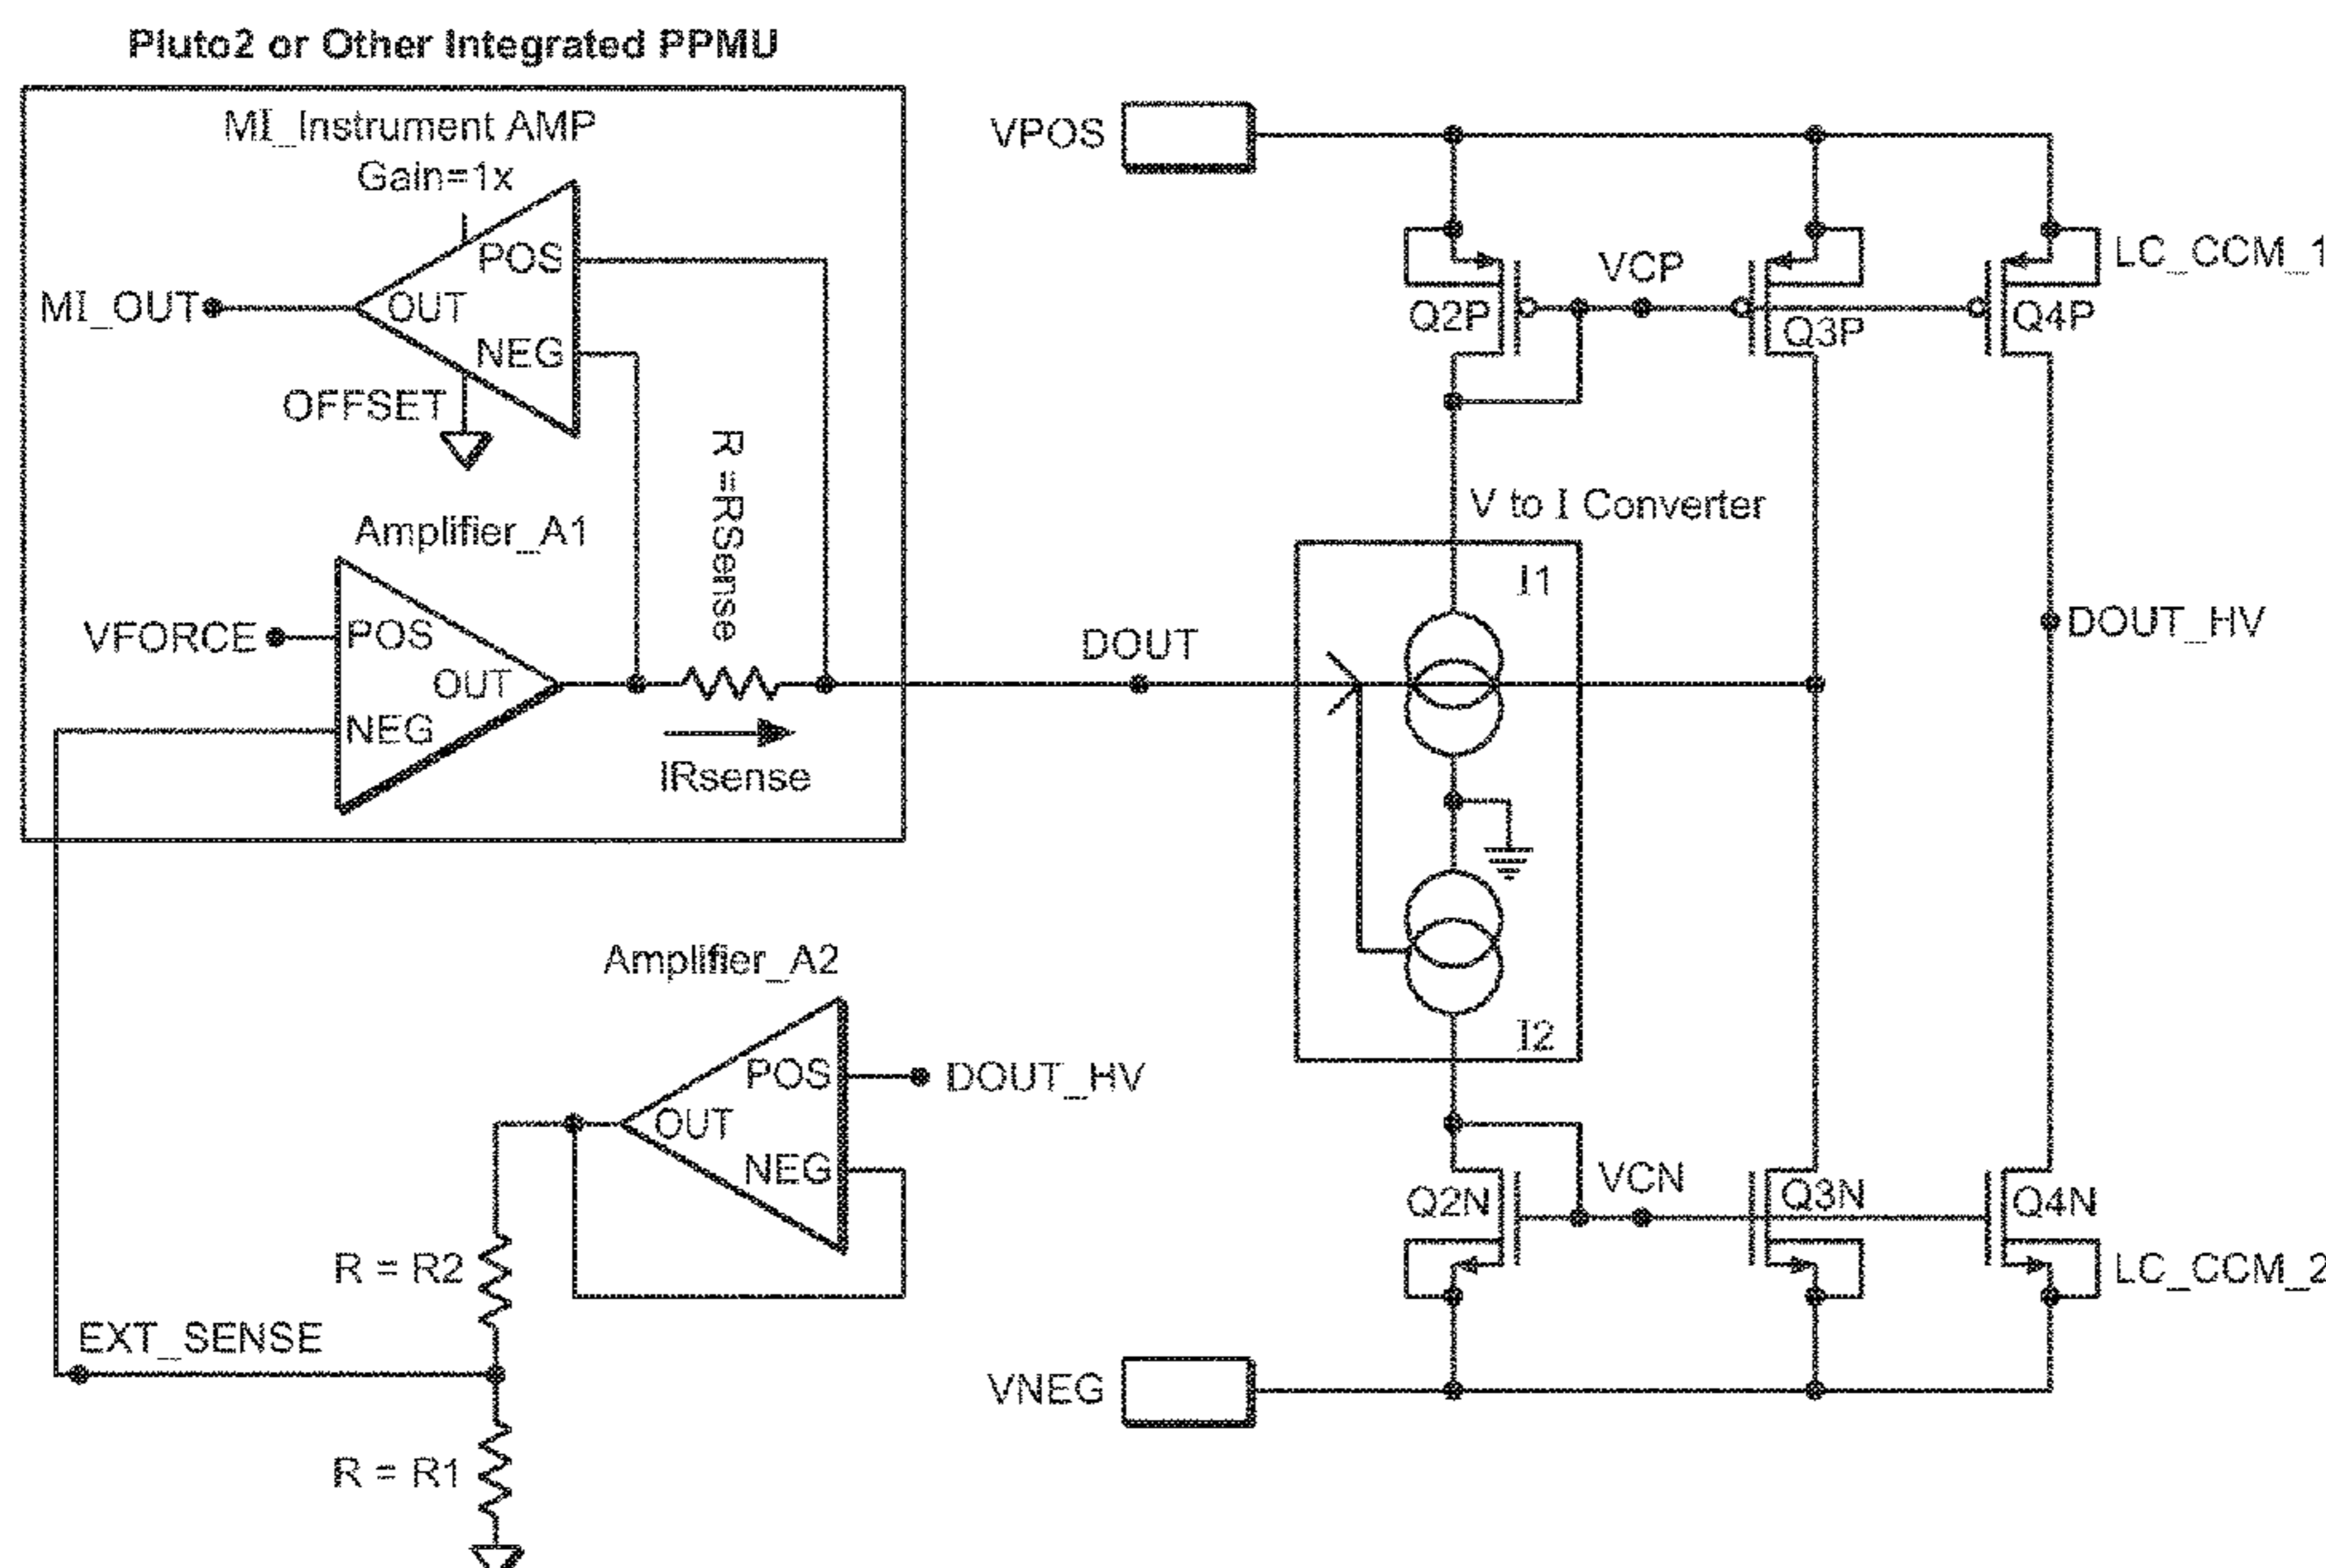 Pluto2 or Other Integrated PPMU
MI_Instrument AMP
Gain=1x
POS
MI_OUT
OUT
NEG
OFFSET
R =RSense
Amplifier_A1
VFORCE
POS
OUT
NEG
IRsense
DOUT
VPOS
VCP
LC_CCM_1
Q2P
Q3P
Q4P
V to I Converter
I1
DOUT_HV
I2
Amplifier_A2
POS
DOUT_HV
OUT
NEG
R = R2
EXT_SENSE
R = R1
VCN
Q2N
Q3N
Q4N
LC_CCM_2
VNEG